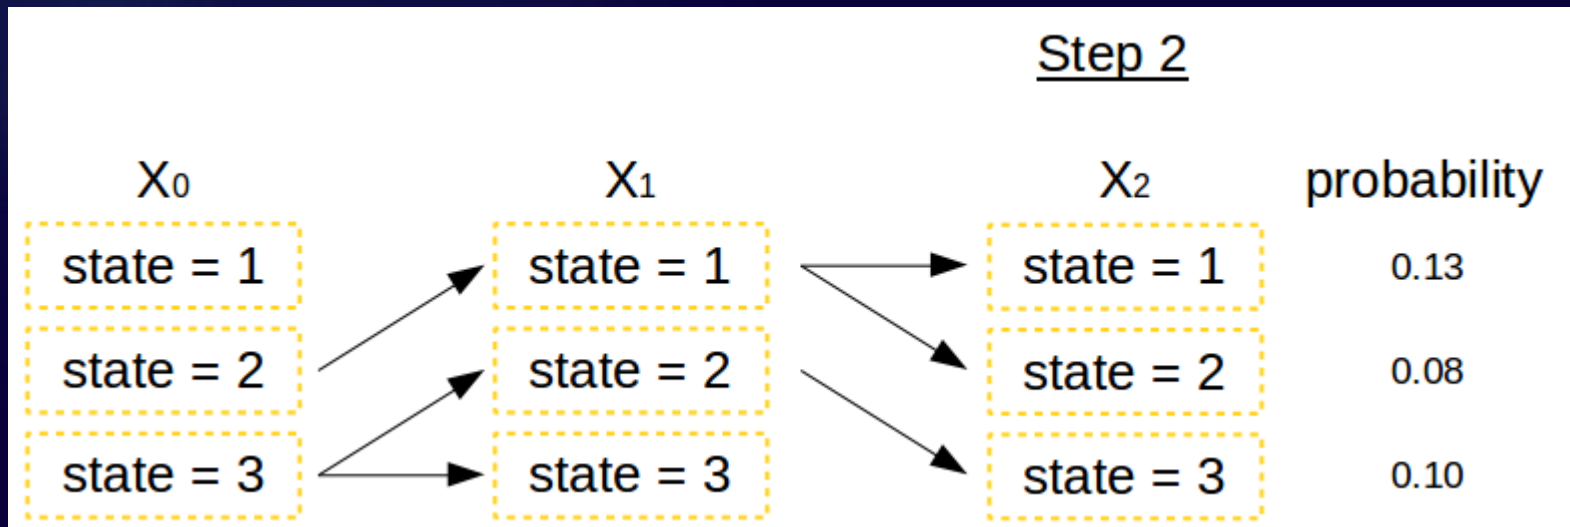 Step 2
X0 X1 X2 probability
state = 1 state = 1 state = 1 0.13
state = 2 state = 2 state = 2 0.08
state = 3 state = 3 state = 3 0.10